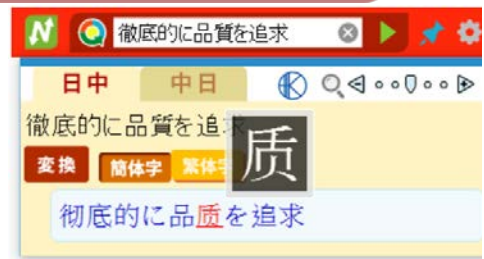 徹底的に品質を追求
日中 中日
徹底的に品質を追
质
変換 簡体字 繁体字
彻底的に品质を追求